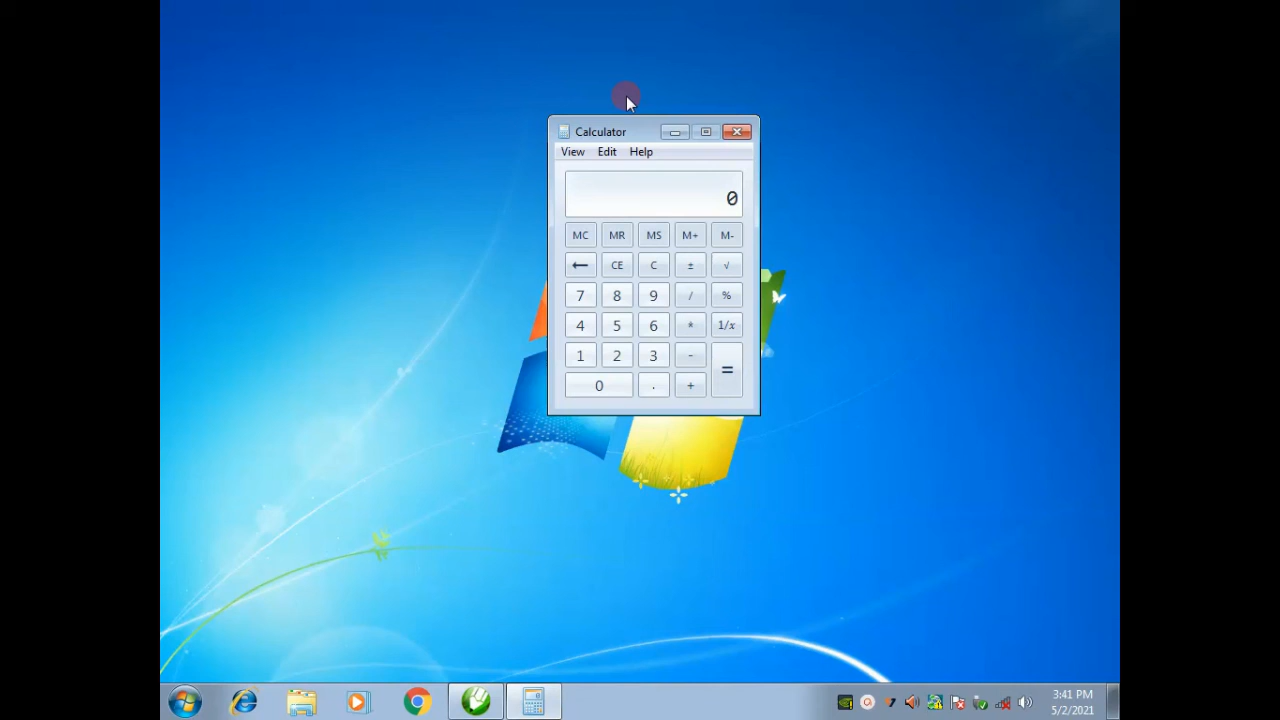 Calculator
View Edit Help
0
MC MR MS M+ M-
← CE C ± √
7 8 9 / %
4 5 6 * 1/x
1 2 3 - =
0 . +
3:41 PM
5/2/2021